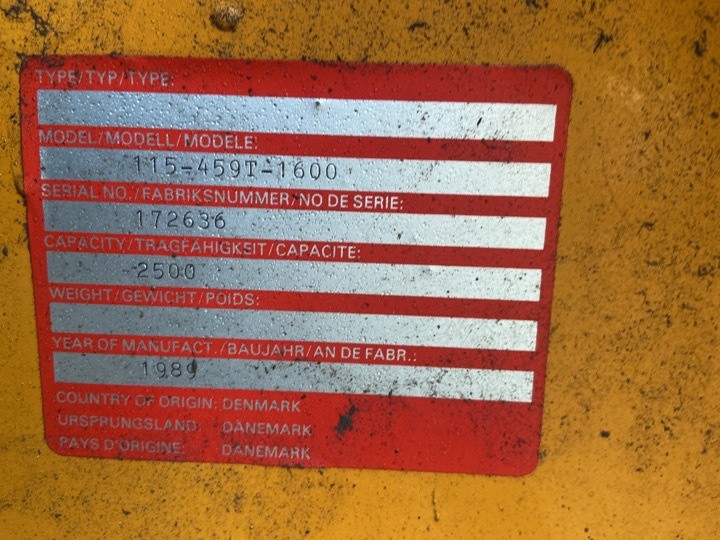 TYPE/TYP/TYPE:
MODEL/MODELL/MODELE:
115-459T-1600
SERIAL NO./FABRIKSNUMMER/NO DE SERIE:
172636
CAPACITY/TRAGFÄHIGKEIT/CAPACITE:
2500
WEIGHT/GEWICHT/POIDS:
YEAR OF MANUFACT./BAUJAHR/AN DE FABR.:
1989
COUNTRY OF ORIGIN: DENMARK
URSPRUNGSLAND: DÄNEMARK
PAYS D'ORIGINE: DANEMARK